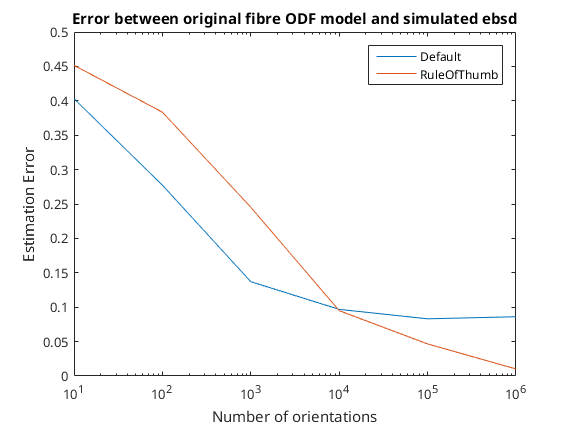 Error between original fibre ODF model and simulated ebsd
Default
RuleOfThumb
Estimation Error
0.5
0.45
0.4
0.35
0.3
0.25
0.2
0.15
0.1
0.05
0
10^1 10^2 10^3 10^4 10^5 10^6
Number of orientations